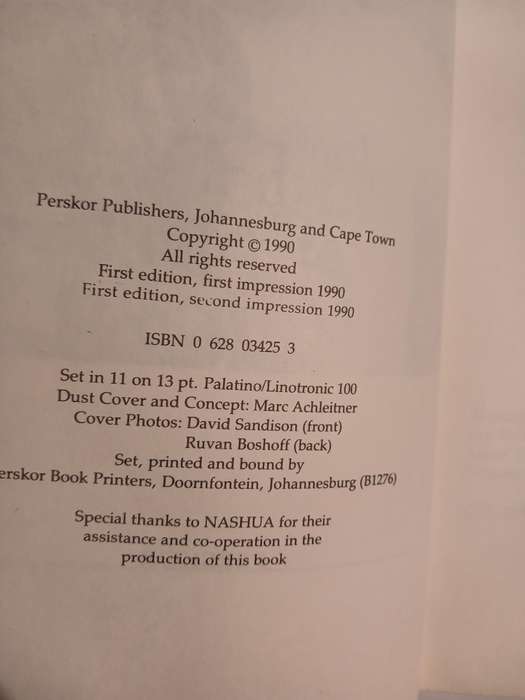 Perskor Publishers, Johannesburg and Cape Town
Copyright © 1990
All rights reserved
First edition, first impression 1990
First edition, second impression 1990
ISBN 0 628 03425 3
Set in 11 on 13 pt. Palatino/Linotronic 100
Dust Cover and Concept: Marc Achleitner
Cover Photos: David Sandison (front)
Ruvan Boshoff (back)
Set, printed and bound by
erskor Book Printers, Doornfontein, Johannesburg (B1276)
Special thanks to NASHUA for their
assistance and co-operation in the
production of this book